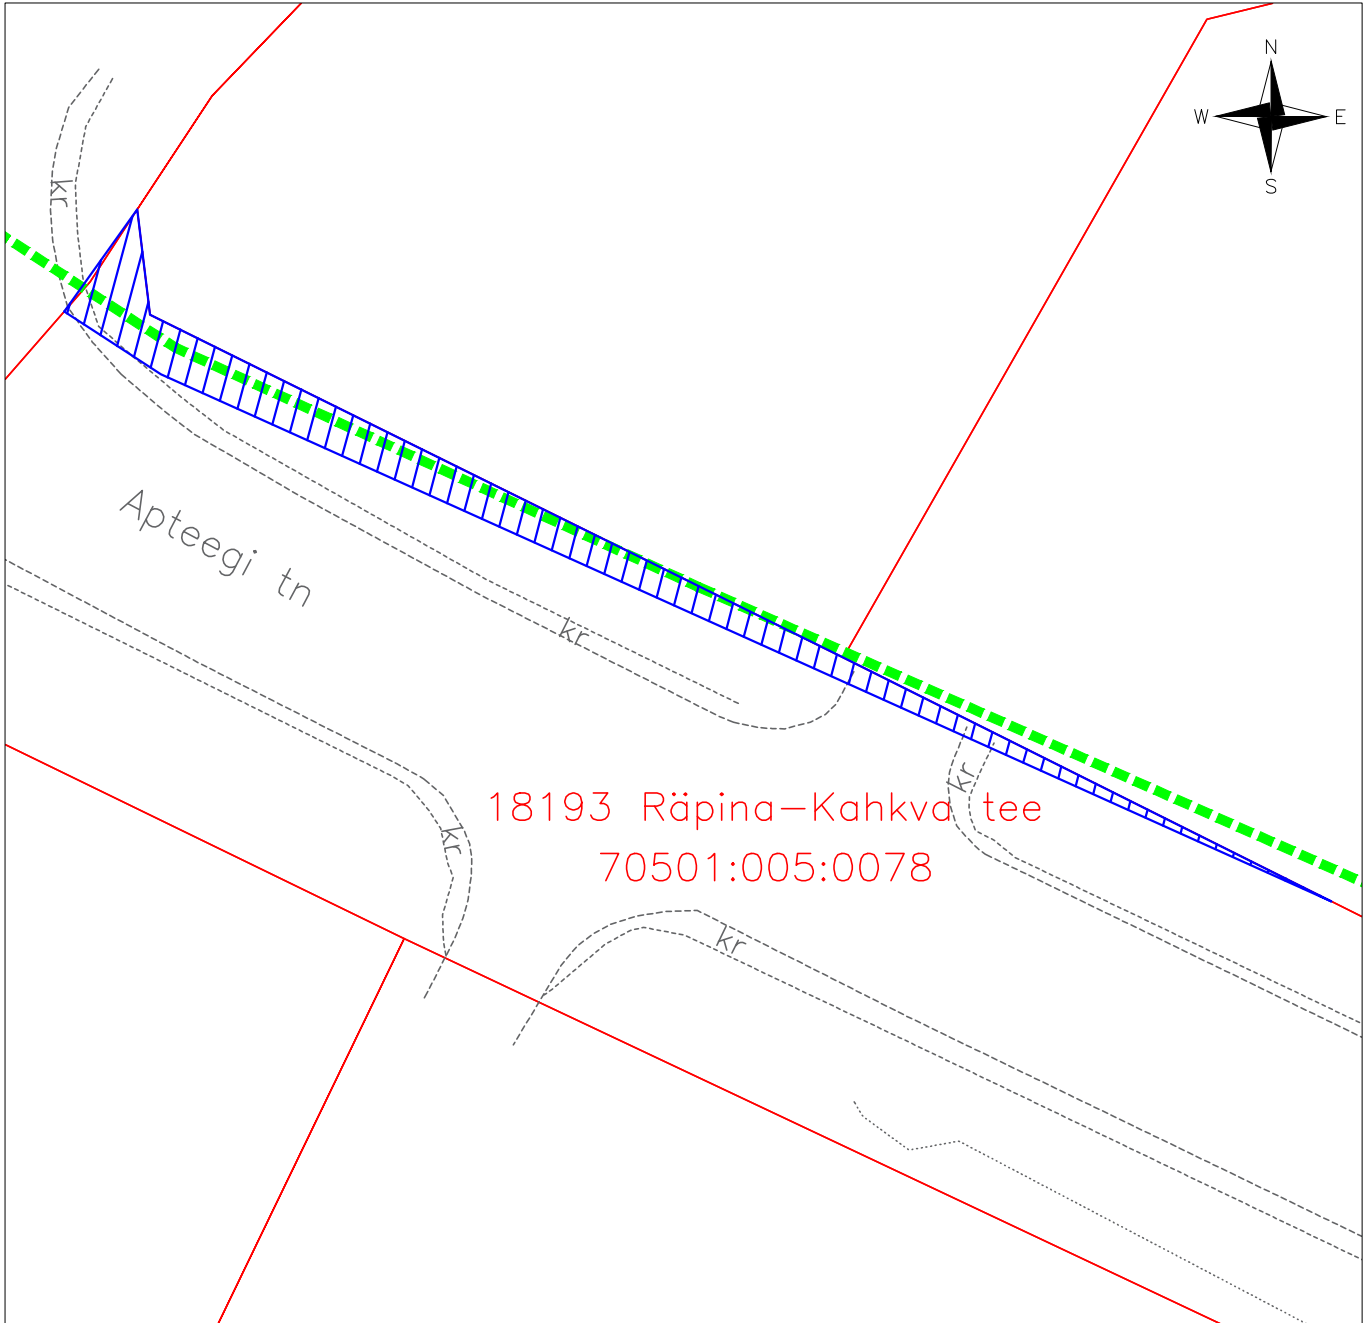 N
W E
S
kr
Apteegi tn
kr
kr
18193 Räpina-Kahkva tee
kr
70501:005:0078
kr